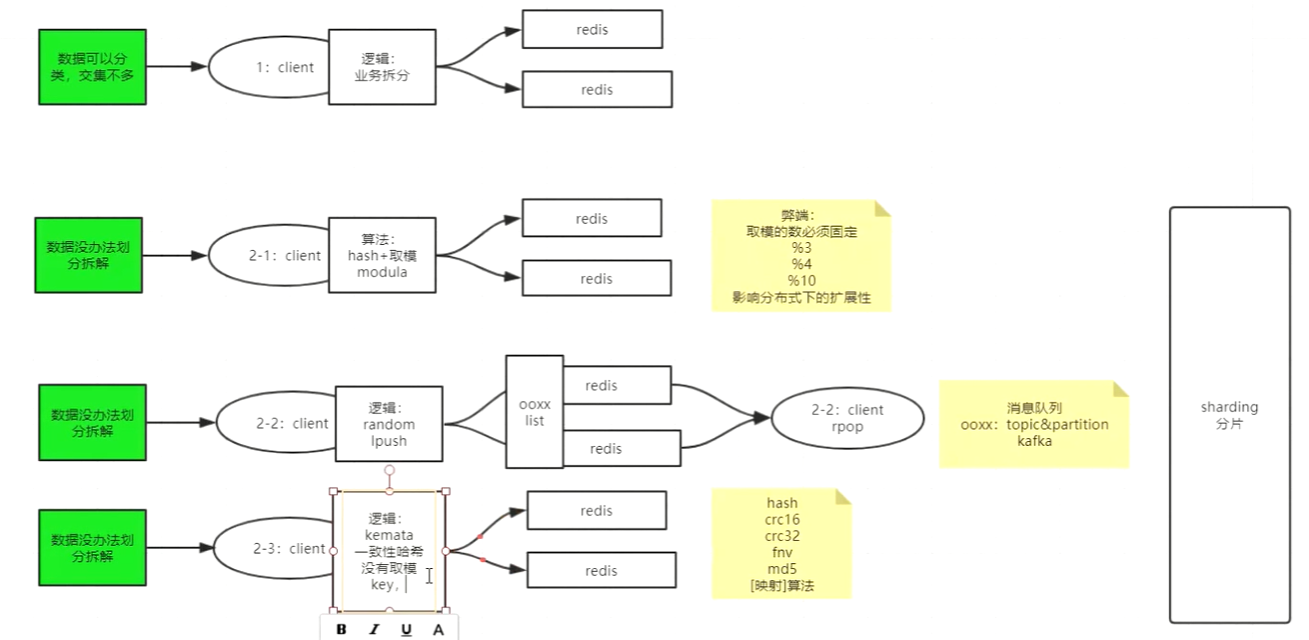 数据可以分
类，交集不多
1：client
逻辑：
业务拆分
redis
redis
数据没办法划
分拆解
2-1：client
算法：
hash+取模
modula
redis
redis
弊端：
取模的数必须固定
%3
%4
%10
影响分布式下的扩展性
数据没办法划
分拆解
2-2：client
逻辑：
random
lpush
ooxx
list
redis
redis
2-2：client
rpop
消息队列
ooxx：topic&partition
kafka
数据没办法划
分拆解
2-3：client
逻辑：
kemata
一致性哈希
没有取模
key，
redis
redis
hash
crc16
crc32
fnv
md5
[映射]算法
sharding
分片
B I U A